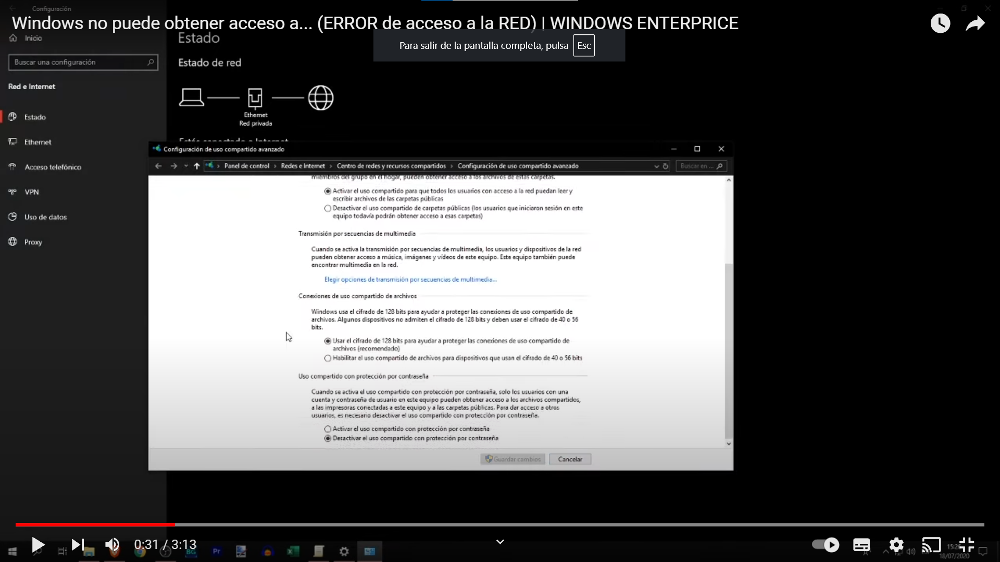 Configuración
Windows no puede obtener acceso a... (ERROR de acceso a la RED) | WINDOWS ENTERPRICE
Para salir de la pantalla completa, pulsa Esc
Inicio
Buscar una configuración
Red e Internet
Estado
Ethernet
Acceso telefónico
VPN
Uso de datos
Proxy
Estado
Estado de red
Ethernet
Red privada
Estás conectado a Internet
Configuración de uso compartido avanzado
Panel de control > Redes e Internet > Centro de redes y recursos compartidos > Configuración de uso compartido avanzado
Buscar en ...
miembros del grupo en el hogar, pueden obtener acceso a los archivos de estas carpetas.
Activar el uso compartido para que todos los usuarios con acceso a la red puedan leer y
escribir archivos de las carpetas públicas
Desactivar el uso compartido de carpetas públicas (los usuarios que iniciaron sesión en este
equipo todavía podrán obtener acceso a esas carpetas)
Transmisión por secuencias de multimedia
Cuando se activa la transmisión por secuencias de multimedia, los usuarios y dispositivos de la red
pueden obtener acceso a música, imágenes y vídeos de este equipo. Este equipo también puede
encontrar multimedia en la red.
Elegir opciones de transmisión por secuencias de multimedia...
Conexiones de uso compartido de archivos
Windows usa el cifrado de 128 bits para ayudar a proteger las conexiones de uso compartido de
archivos. Algunos dispositivos no admiten el cifrado de 128 bits y deben usar el cifrado de 40 o 56
bits.
Usar el cifrado de 128 bits para ayudar a proteger las conexiones de uso compartido de
archivos (recomendado)
Habilitar el uso compartido de archivos para dispositivos que usan el cifrado de 40 o 56 bits
Uso compartido con protección por contraseña
Cuando se activa el uso compartido con protección por contraseña, solo los usuarios con una
cuenta y contraseña de usuario en este equipo pueden obtener acceso a los archivos compartidos,
a las impresoras conectadas a este equipo y a las carpetas públicas. Para dar acceso a otros
usuarios, es necesario desactivar el uso compartido con protección por contraseña.
Activar el uso compartido con protección por contraseña
Desactivar el uso compartido con protección por contraseña
Guardar cambios
Cancelar
0:31 / 3:13
BG
Pr
18/07/2020